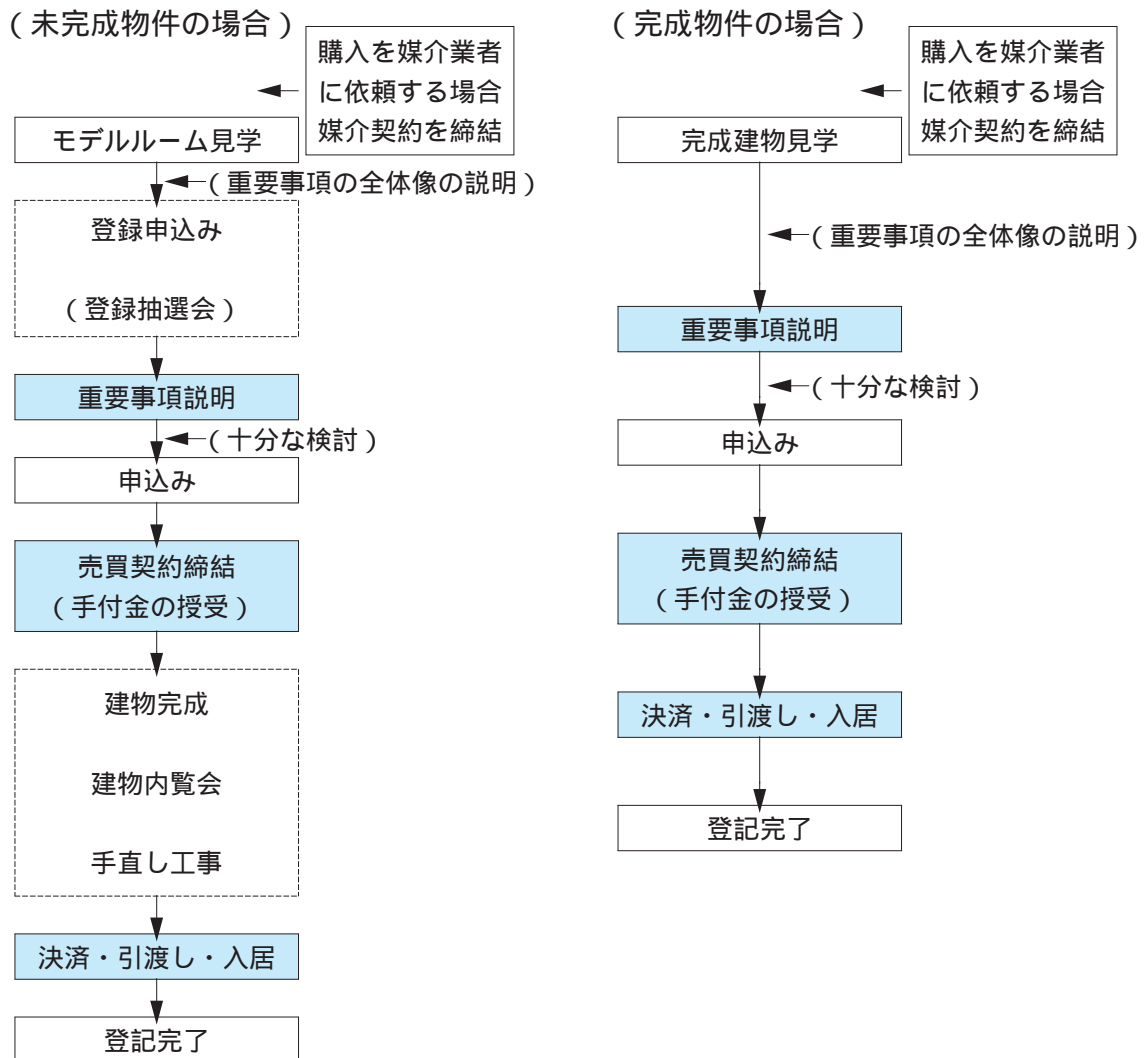 （未完成物件の場合）
購入を媒介業者
に依頼する場合
媒介契約を締結
モデルルーム見学
（重要事項の全体像の説明）
登録申込み
（登録抽選会）
重要事項説明
（十分な検討）
申込み
売買契約締結
（手付金の授受）
建物完成
建物内覧会
手直し工事
決済・引渡し・入居
登記完了
（完成物件の場合）
購入を媒介業者
に依頼する場合
媒介契約を締結
完成建物見学
（重要事項の全体像の説明）
重要事項説明
（十分な検討）
申込み
売買契約締結
（手付金の授受）
決済・引渡し・入居
登記完了